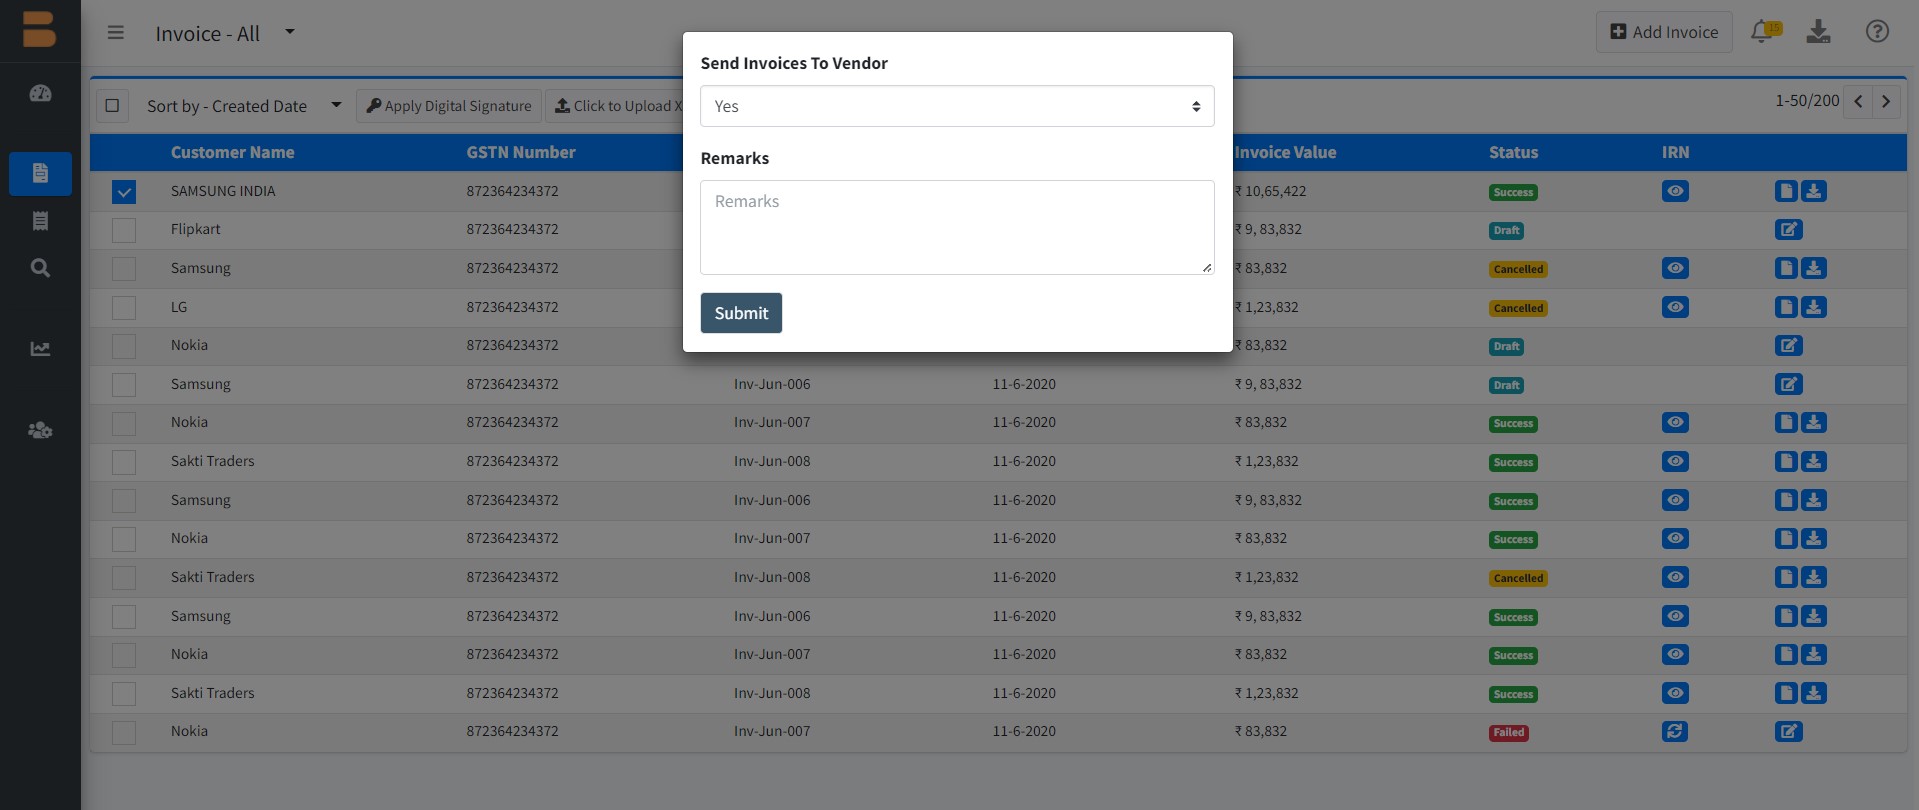 Invoice - All
Add Invoice
15
Sort by - Created Date
Apply Digital Signature
Click to Upload X
1-50/200
Send Invoices To Vendor
Yes
Remarks
Remarks
Submit
Customer Name GSTN Number Invoice Value Status IRN
SAMSUNG INDIA 872364234372 ₹ 10,65,422 Success
Flipkart 872364234372 ₹ 9, 83,832 Draft
Samsung 872364234372 ₹ 83,832 Cancelled
LG 872364234372 ₹ 1,23,832 Cancelled
Nokia 872364234372 ₹ 83,832 Draft
Samsung 872364234372 Inv-Jun-006 11-6-2020 ₹ 9, 83,832 Draft
Nokia 872364234372 Inv-Jun-007 11-6-2020 ₹ 83,832 Success
Sakti Traders 872364234372 Inv-Jun-008 11-6-2020 ₹ 1,23,832 Success
Samsung 872364234372 Inv-Jun-006 11-6-2020 ₹ 9, 83,832 Success
Nokia 872364234372 Inv-Jun-007 11-6-2020 ₹ 83,832 Success
Sakti Traders 872364234372 Inv-Jun-008 11-6-2020 ₹ 1,23,832 Cancelled
Samsung 872364234372 Inv-Jun-006 11-6-2020 ₹ 9, 83,832 Success
Nokia 872364234372 Inv-Jun-007 11-6-2020 ₹ 83,832 Success
Sakti Traders 872364234372 Inv-Jun-008 11-6-2020 ₹ 1,23,832 Success
Nokia 872364234372 Inv-Jun-007 11-6-2020 ₹ 83,832 Failed